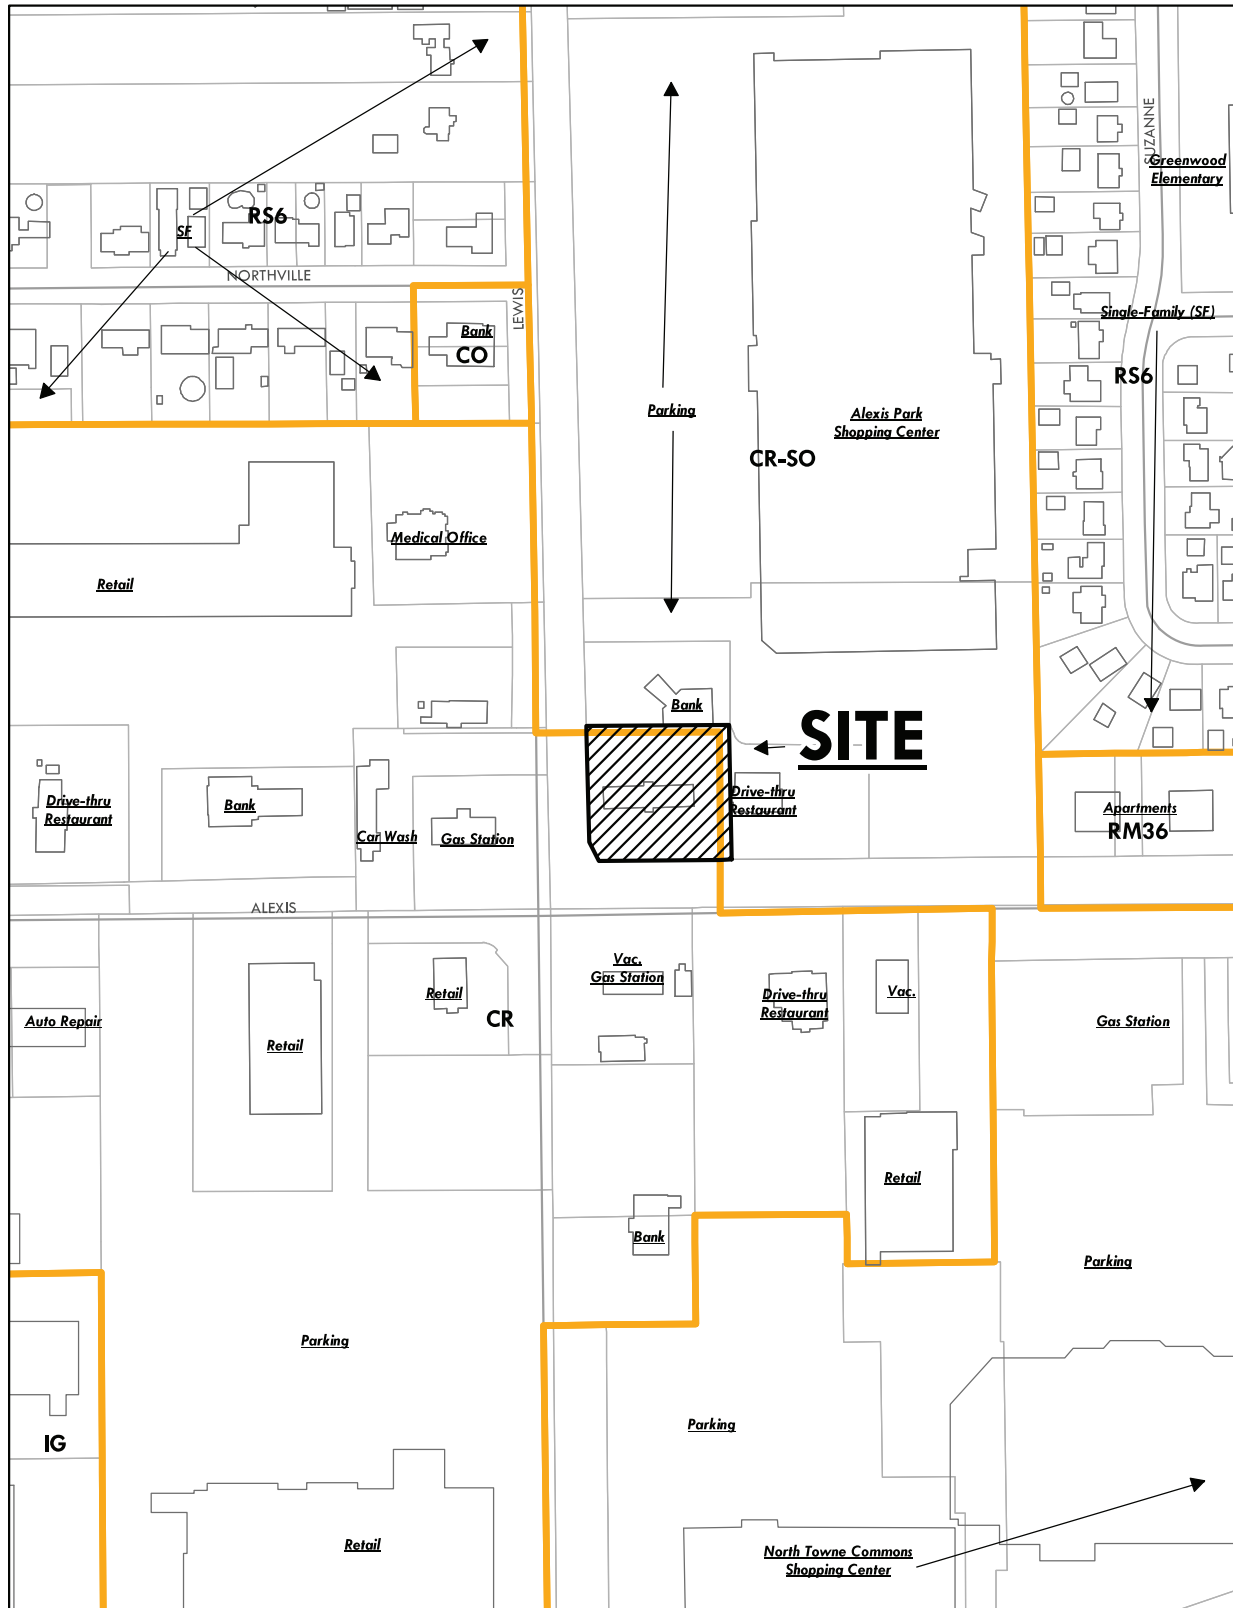 SUZANNE
Greenwood
Elementary
RS6
SF
NORTHVILLE
LEWIS
Bank
CO
Single-Family (SF)
RS6
Parking
Alexis Park
Shopping Center
CR-SO
Medical Office
Retail
Bank
SITE
Drive-thru
Restaurant
Bank
Car Wash
Gas Station
Drive-thru
Restaurant
Apartments
RM36
ALEXIS
Vac.
Gas Station
Retail
CR
Drive-thru
Restaurant
Vac.
Auto Repair
Retail
Gas Station
Retail
Bank
Parking
Parking
Parking
IG
Retail
North Towne Commons
Shopping Center